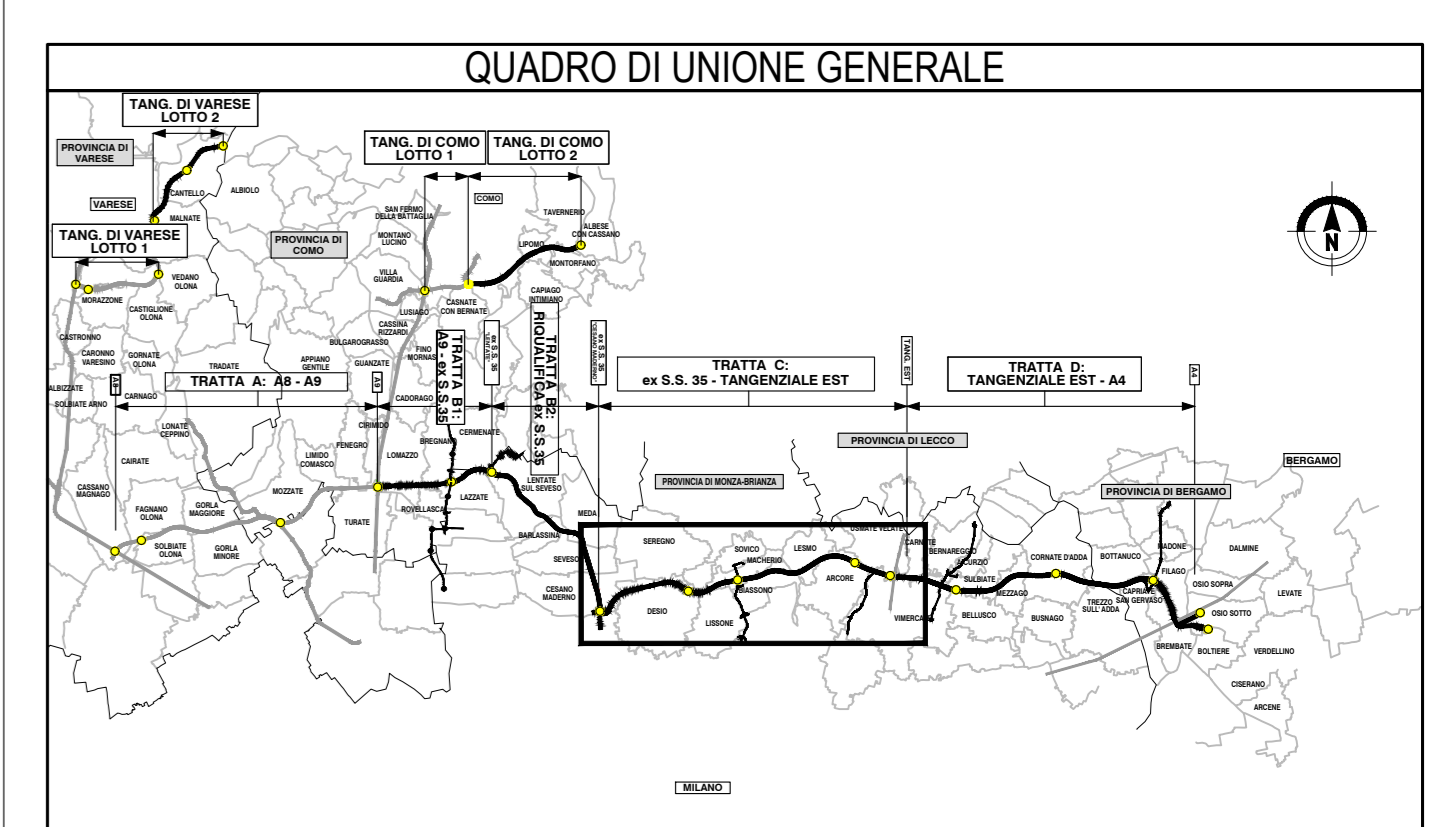 QUADRO DI UNIONE GENERALE
TANG. DI VARESE
LOTTO 2
PROVINCIA DI
VARESE
TANG. DI COMO
LOTTO 1
TANG. DI COMO
LOTTO 2
CANTELLO
ALBIOLO
VARESE
MALNATE
COMO
SAN FERMO
DELLA BATTAGLIA
TAVERNERIO
ALBESE
CON CASSANO
TANG. DI VARESE
LOTTO 1
PROVINCIA DI
COMO
MONTANO
LUCINO
LIPOMO
MONTORFANO
N
VEDANO
OLONA
VILLA
GUARDIA
MORAZZONE
CASTIGLIONE
OLONA
CAPIAGO
INTIMIANO
CASNATE
CON BERNATE
LUSIAGO
CASSINA
RIZZARDI
CASTRONNO
BULGAROGRASSO
CARONNO
VARESINO
GORNATE
OLONA
TRADATE
APPIANO
GENTILE
GUANZATE
FINO
MORNAS
TRATTA B1:
A9 - ex S.S.35
ex S.S. 35
"LENTATE"
TRATTA B2:
RIQUALIFICA ex S.S.35
ex S.S. 35
"CESANO MADERNO"
TRATTA C:
ex S.S. 35 - TANGENZIALE EST
TANG. EST
TRATTA D:
TANGENZIALE EST - A4
A4
ALBIZZATE
A8
TRATTA A: A8 - A9
A9
SOLBIATE ARNO
CARNAGO
CADORAGO
LONATE
CEPPINO
CIRIMIDO
FENEGRO
BREGNANO
CERMENATE
PROVINCIA DI LECCO
CAIRATE
LIMIDO
COMASCO
LOMAZZO
BERGAMO
CASSANO
MAGNAGO
MOZZATE
LAZZATE
LENTATE
SUL SEVESO
PROVINCIA DI MONZA-BRIANZA
PROVINCIA DI BERGAMO
FAGNANO
OLONA
GORLA
MAGGIORE
ROVELLASCA
TURATE
MEDA
USMATE VELATE
BARLASSINA
SEREGNO
SOLBIATE
OLONA
GORLA
MINORE
SEVESO
SOVICO
MACHERIO
LESMO
CARNATE
BERNAREGGIO
AICURZIO
CORNATE D'ADDA
BOTTANUCO
MADONE
DALMINE
FILAGO
CESANO
MADERNO
BIASSONO
ARCORE
SULBIATE
MEZZAGO
OSIO SOPRA
CAPRIATE
SAN GERVASO
TREZZO
SULL' ADDA
LEVATE
DESIO
LISSONE
VIMERCA
BELLUSCO
BUSNAGO
OSIO SOTTO
BREMBATE
BOLTIERE
VERDELLINO
CISERANO
ARCENE
MILANO